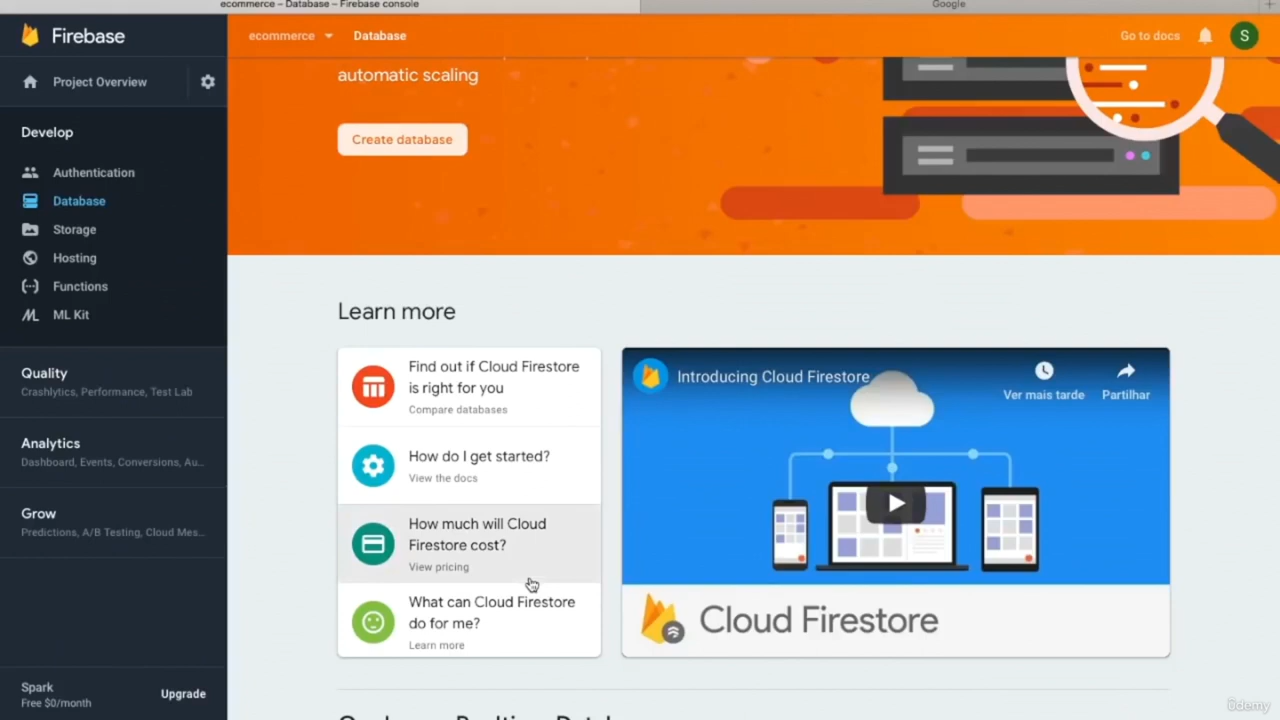 ecommerce – Database – Firebase console
Google
Firebase
ecommerce
Database
Go to docs
S
Project Overview
automatic scaling
Create database
Develop
Authentication
Database
Storage
Hosting
Functions
ML Kit
Quality
Crashlytics, Performance, Test Lab
Analytics
Dashboard, Events, Conversions, Au...
Grow
Predictions, A/B Testing, Cloud Mes...
Spark
Free $0/month
Upgrade
Learn more
Find out if Cloud Firestore
is right for you
Compare databases
How do I get started?
View the docs
How much will Cloud
Firestore cost?
View pricing
What can Cloud Firestore
do for me?
Learn more
Introducing Cloud Firestore
Ver mais tarde
Partilhar
Cloud Firestore
ûdemy